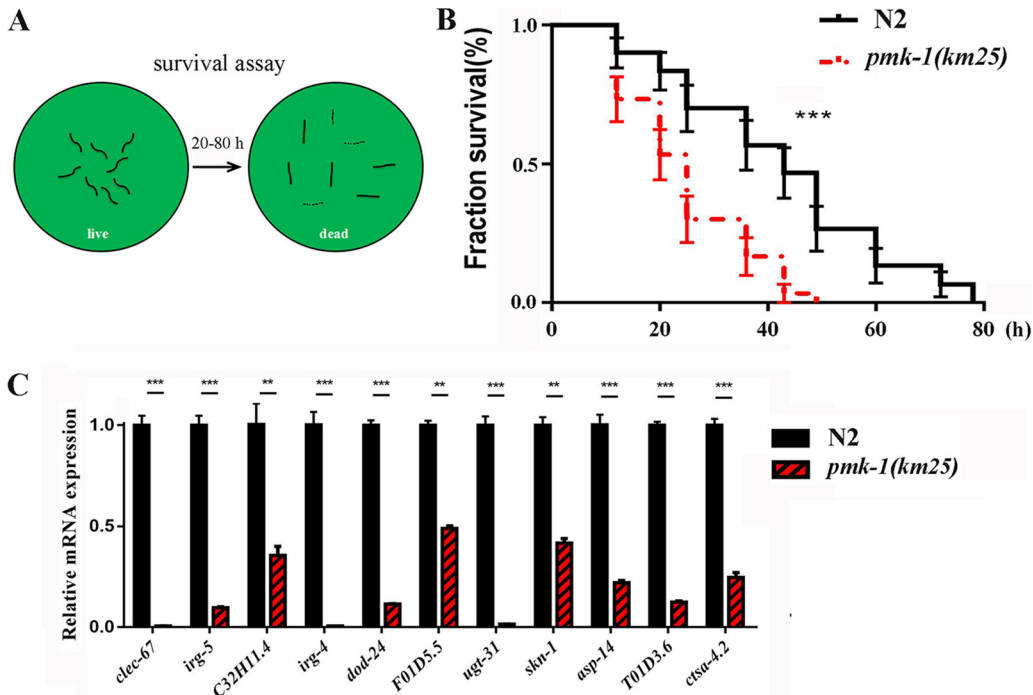 A
survival assay
20-80 h
live
dead
B
Fraction survival(%)
1.0
0.5
0.0
0 20 40 60 80 (h)
***
N2
pmk-1(km25)
C
Relative mRNA expression
1.0
0.5
0.0
*** *** ** *** *** ** *** ** *** *** ***
clec-67 irg-5 C32H11.4 irg-4 dod-24 F01D5.5 ugt-31 skn-1 asp-14 T01D3.6 ctsa-4.2
N2
pmk-1(km25)